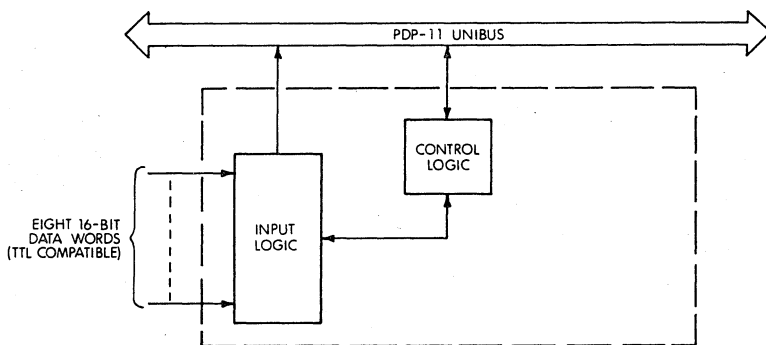 PDP-11 UNIBUS
CONTROL
LOGIC
EIGHT 16-BIT
DATA WORDS
(TTL COMPATIBLE)
INPUT
LOGIC